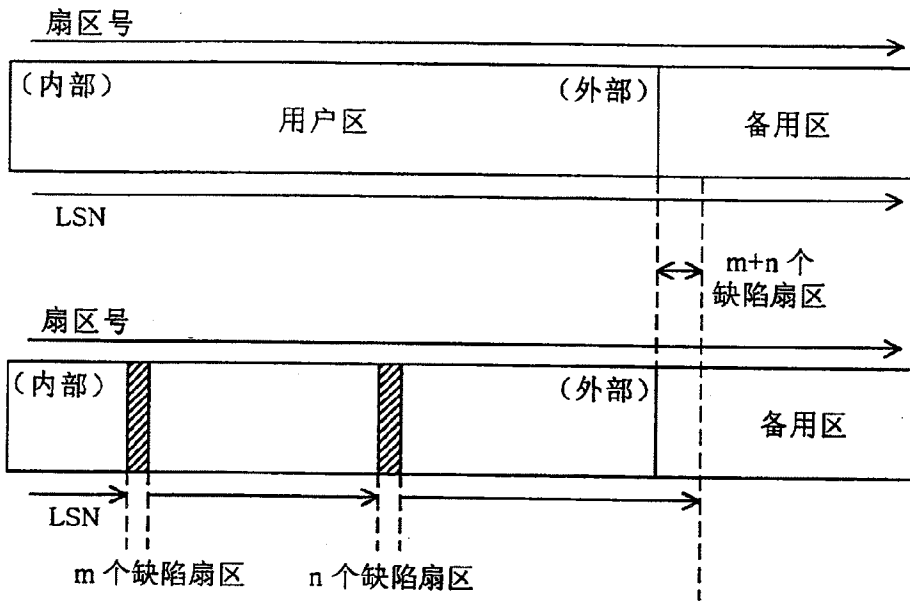 扇区号
（内部）
（外部）
用户区
备用区
LSN
m+n 个
缺陷扇区
扇区号
（内部）
（外部）
备用区
LSN
m 个缺陷扇区
n 个缺陷扇区